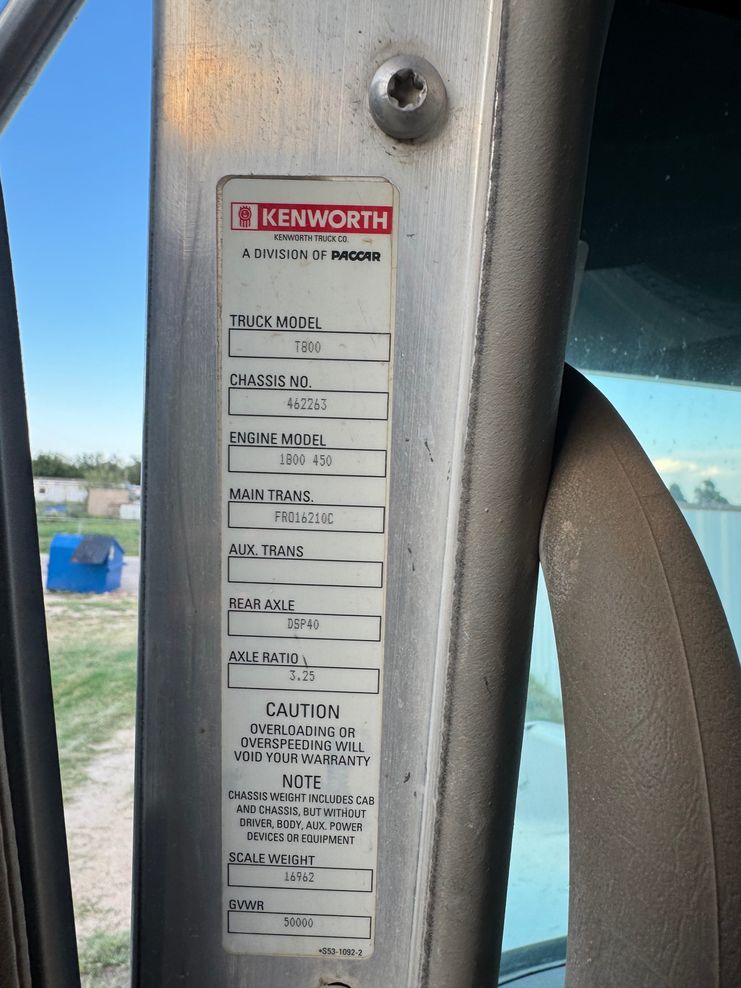 KENWORTH
KENWORTH TRUCK CO.
A DIVISION OF PACCAR
TRUCK MODEL
T800
CHASSIS NO.
462263
ENGINE MODEL
1800 450
MAIN TRANS.
FRO16210C
AUX. TRANS
REAR AXLE
DSP40
AXLE RATIO
3.25
CAUTION
OVERLOADING OR
OVERSPEEDING WILL
VOID YOUR WARRANTY
NOTE
CHASSIS WEIGHT INCLUDES CAB
AND CHASSIS, BUT WITHOUT
DRIVER, BODY, AUX. POWER
DEVICES OR EQUIPMENT
SCALE WEIGHT
16962
GVWR
50000
*S53-1092-2